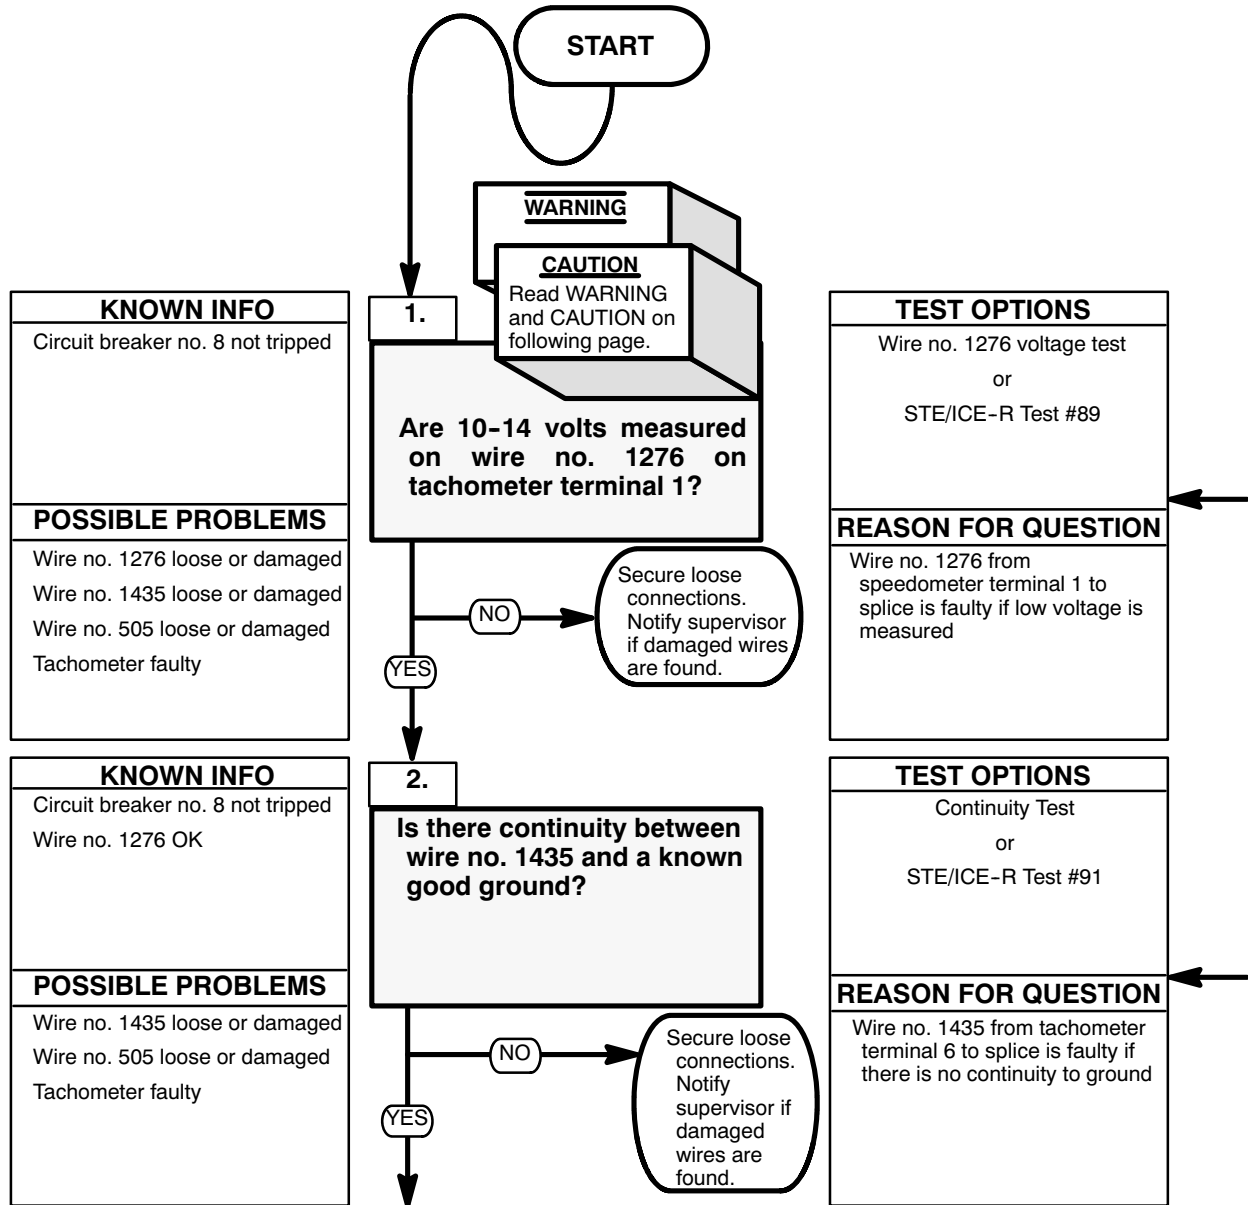 START
WARNING
CAUTION
Read WARNING
and CAUTION on
following page.
KNOWN INFO
Circuit breaker no. 8 not tripped
POSSIBLE PROBLEMS
Wire no. 1276 loose or damaged
Wire no. 1435 loose or damaged
Wire no. 505 loose or damaged
Tachometer faulty
1.
Are 10-14 volts measured
on wire no. 1276 on
tachometer terminal 1?
NO
Secure loose
connections.
Notify supervisor
if damaged wires
are found.
YES
TEST OPTIONS
Wire no. 1276 voltage test
or
STE/ICE-R Test #89
REASON FOR QUESTION
Wire no. 1276 from
speedometer terminal 1 to
splice is faulty if low voltage is
measured
KNOWN INFO
Circuit breaker no. 8 not tripped
Wire no. 1276 OK
POSSIBLE PROBLEMS
Wire no. 1435 loose or damaged
Wire no. 505 loose or damaged
Tachometer faulty
2.
Is there continuity between
wire no. 1435 and a known
good ground?
NO
Secure loose
connections.
Notify
supervisor if
damaged
wires are
found.
YES
TEST OPTIONS
Continuity Test
or
STE/ICE-R Test #91
REASON FOR QUESTION
Wire no. 1435 from tachometer
terminal 6 to splice is faulty if
there is no continuity to ground